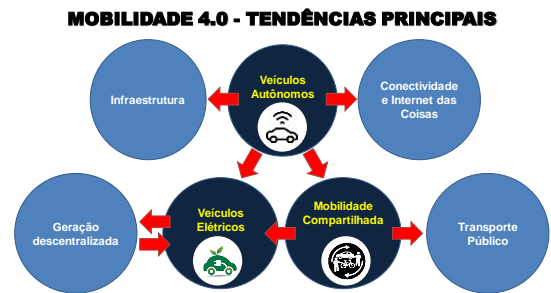 MOBILIDADE 4.0 - TENDÊNCIAS PRINCIPAIS
Infraestrutura
Veículos
Autônomos
Conectividade
e Internet das
Coisas
Geração
descentralizada
Veículos
Elétricos
Mobilidade
Compartilhada
Transporte
Público